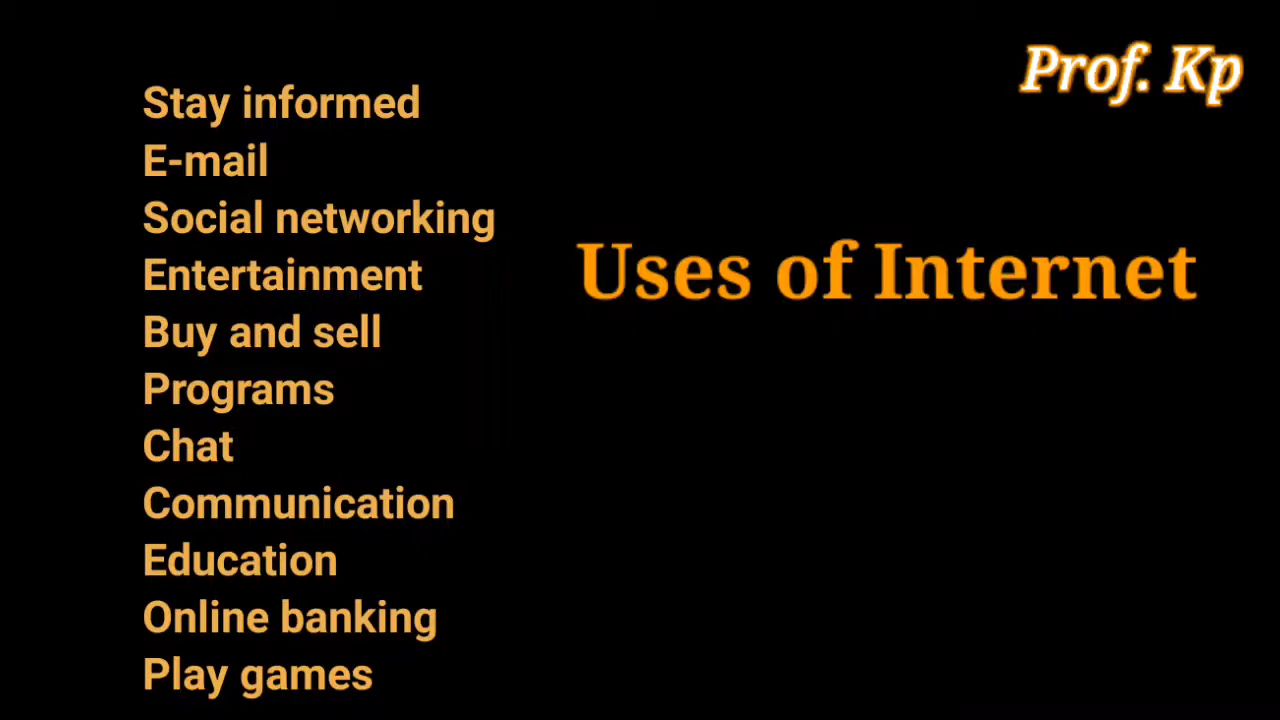 Prof. Kp
Stay informed
E-mail
Social networking
Entertainment
Buy and sell
Programs
Chat
Communication
Education
Online banking
Play games
Uses of Internet